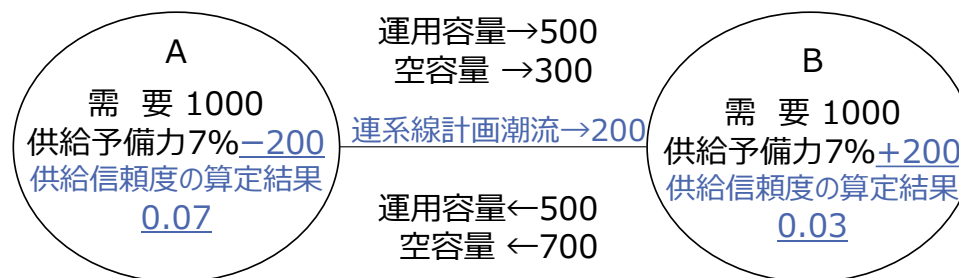 A
需 要 1000
供給予備力7%−200
供給信頼度の算定結果
0.07
運用容量→500
空容量 →300
連系線計画潮流→200
運用容量←500
空容量 ←700
B
需 要 1000
供給予備力7%+200
供給信頼度の算定結果
0.03